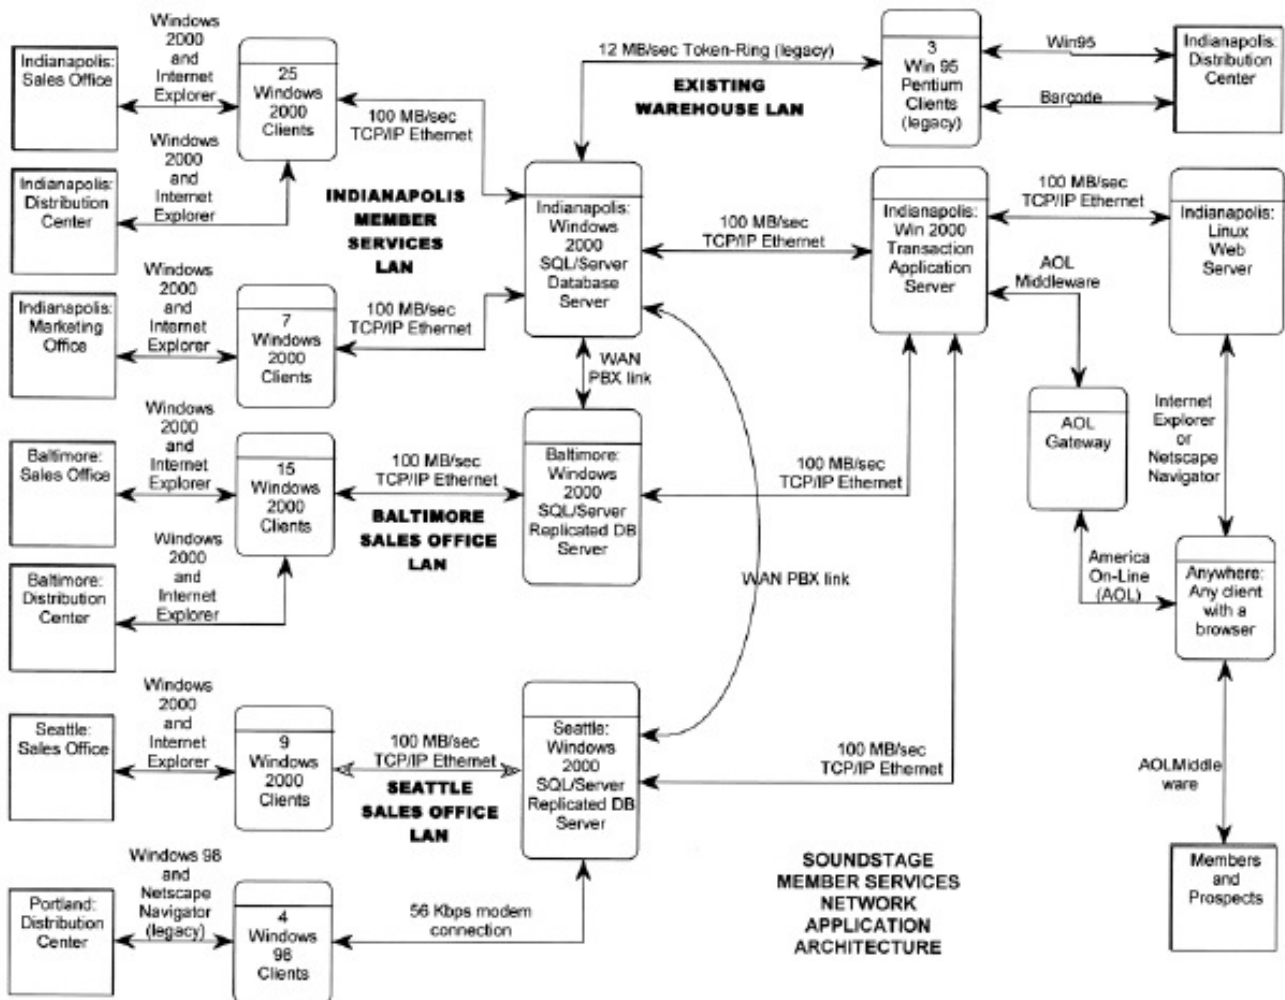 Windows
2000
and
Internet
Explorer
Indianapolis:
Sales Office
25
Windows
2000
Clients
100 MB/sec
TCP/IP Ethernet
12 MB/sec Token-Ring (legacy)
EXISTING
WAREHOUSE LAN
3
Win 95
Pentium
Clients
(legacy)
Win95
Barcode
Indianapolis:
Distribution
Center
Windows
2000
and
Internet
Explorer
Indianapolis:
Distribution
Center
INDIANAPOLIS
MEMBER
SERVICES
LAN
Indianapolis:
Windows
2000
SQL/Server
Database
Server
100 MB/sec
TCP/IP Ethernet
Indianapolis:
Win 2000
Transaction
Application
Server
100 MB/sec
TCP/IP Ethernet
Indianapolis:
Linux
Web
Server
AOL
Middleware
Windows
2000
and
Internet
Explorer
Indianapolis:
Marketing
Office
7
Windows
2000
Clients
100 MB/sec
TCP/IP Ethernet
WAN
PBX link
AOL
Gateway
Internet
Explorer
or
Netscape
Navigator
Windows
2000
and
Internet
Explorer
Baltimore:
Sales Office
15
Windows
2000
Clients
100 MB/sec
TCP/IP Ethernet
BALTIMORE
SALES OFFICE
LAN
Baltimore:
Windows
2000
SQL/Server
Replicated DB
Server
100 MB/sec
TCP/IP Ethernet
Windows
2000
and
Internet
Explorer
Baltimore:
Distribution
Center
WAN PBX link
America
On-Line
(AOL)
Anywhere:
Any client
with a
browser
Windows
2000
and
Internet
Explorer
Seattle:
Sales Office
9
Windows
2000
Clients
100 MB/sec
TCP/IP Ethernet
SEATTLE
SALES OFFICE
LAN
Seattle:
Windows
2000
SQL/Server
Replicated DB
Server
100 MB/sec
TCP/IP Ethernet
AOLMiddle
ware
Members
and
Prospects
Windows 98
and
Netscape
Navigator
(legacy)
Portland:
Distribution
Center
4
Windows
98
Clients
56 Kbps modem
connection
SOUNDSTAGE
MEMBER SERVICES
NETWORK
APPLICATION
ARCHITECTURE